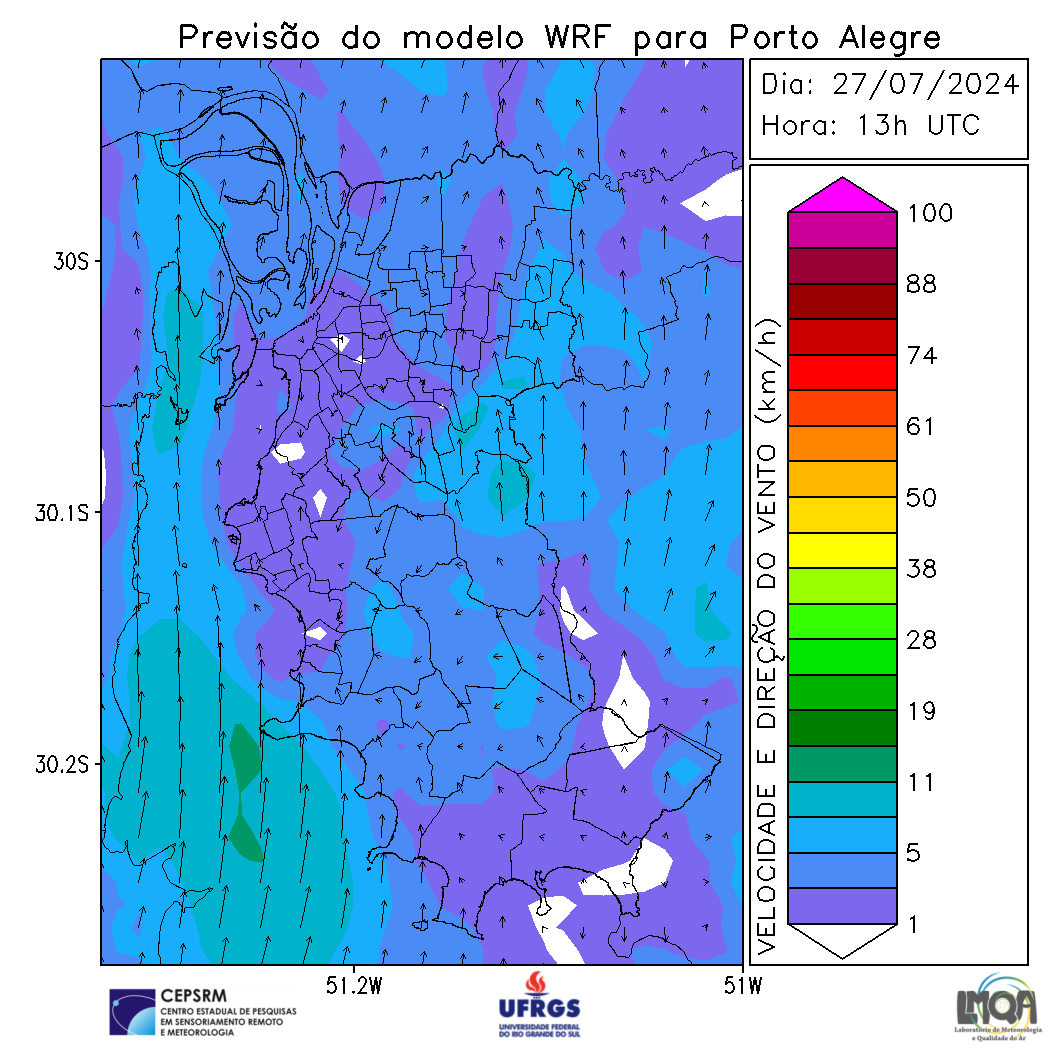 Previsão do modelo WRF para Porto Alegre
Dia: 27/07/2024
Hora: 13h UTC
30S
30.1S
30.2S
51.2W
51W
VELOCIDADE E DIREÇÃO DO VENTO (km/h)
100
88
74
61
50
38
28
19
11
5
1
CEPSRM
CENTRO ESTADUAL DE PESQUISAS
EM SENSORIAMENTO REMOTO
E METEOROLOGIA
UFRGS
UNIVERSIDADE FEDERAL
DO RIO GRANDE DO SUL
LMQA
Laboratório de Meteorologia
e Qualidade do Ar